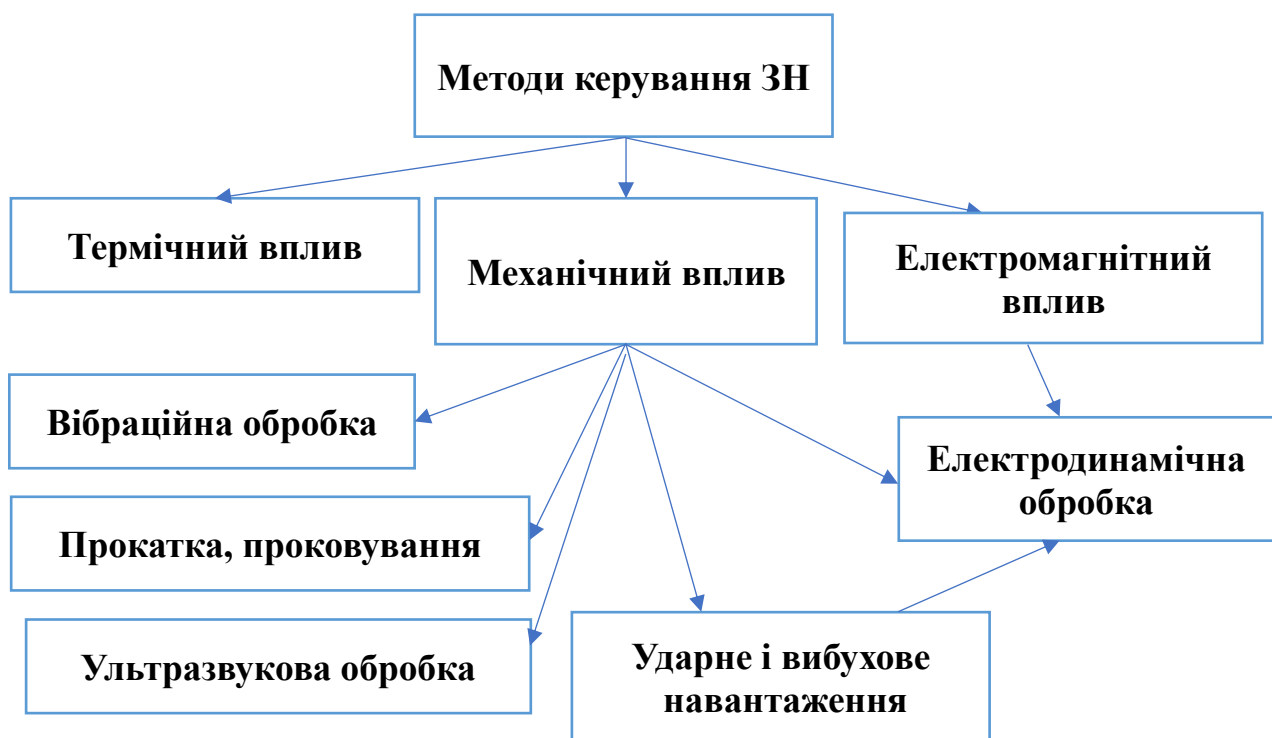 Методи керування ЗН
Термічний вплив
Механічний вплив
Електромагнітний
вплив
Вібраційна обробка
Електродинамічна
обробка
Прокатка, проковування
Ультразвукова обробка
Ударне і вибухове
навантаження